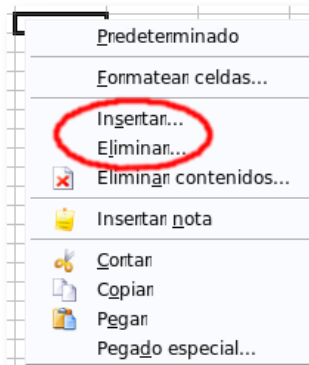 Predeterminado
Formatear celdas...
Insertar...
Eliminar...
Eliminar contenidos...
Insertar nota
Cortar
Copiar
Pegar
Pegado especial...